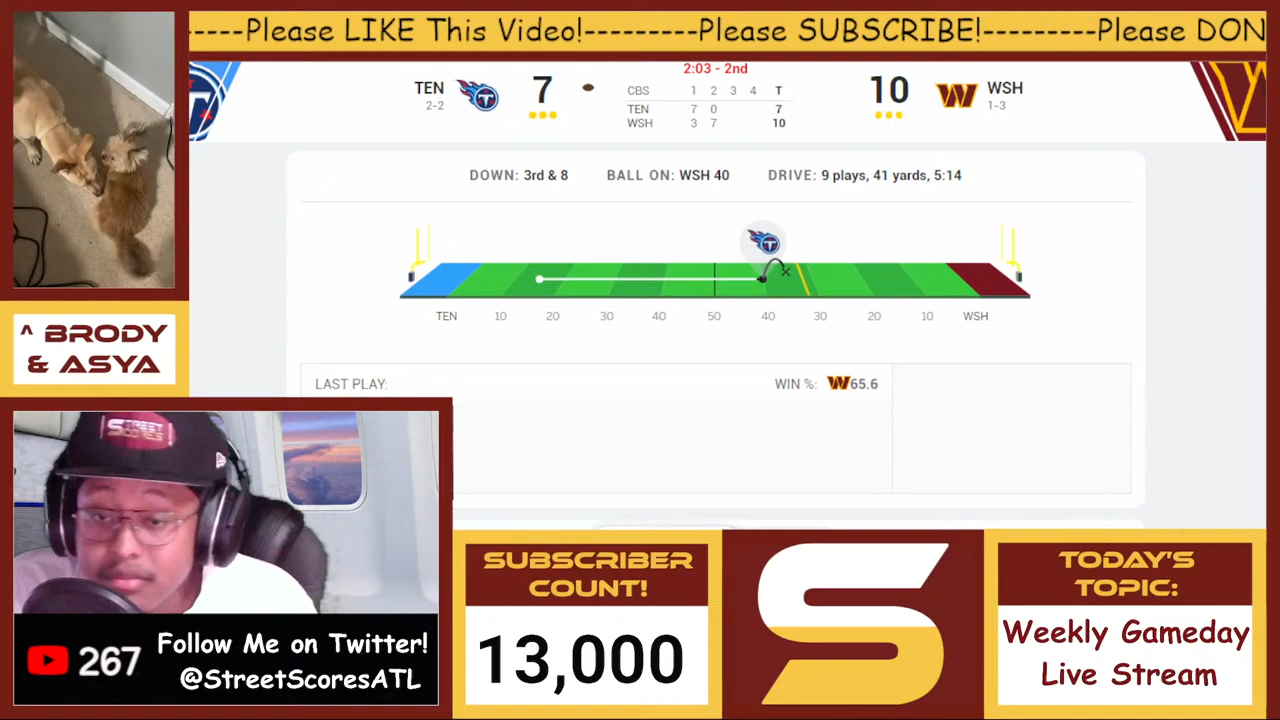 -----Please LIKE This Video!---------Please SUBSCRIBE!---------Please DON
TEN
2-2
7
2:03 - 2nd
CBS 1 2 3 4 T
TEN 7 0 7
WSH 3 7 10
10
WSH
1-3
DOWN: 3rd & 8 BALL ON: WSH 40 DRIVE: 9 plays, 41 yards, 5:14
TEN 10 20 30 40 50 40 30 20 10 WSH
LAST PLAY: WIN %: W 65.6
^ BRODY
& ASYA
STREET
SCORES
267
Follow Me on Twitter!
@StreetScoresATL
SUBSCRIBER
COUNT!
13,000
S
TODAY'S
TOPIC:
Weekly Gameday
Live Stream